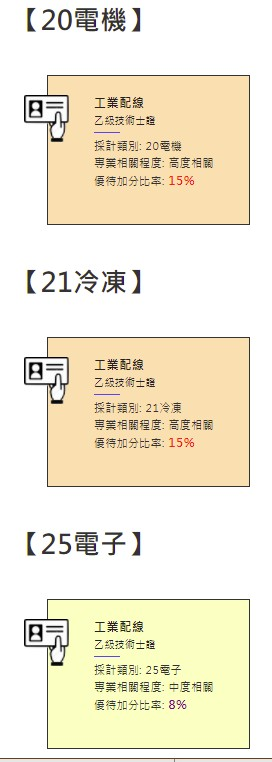 【20電機】
工業配線
乙級技術士證
採計類別: 20電機
專業相關程度: 高度相關
優待加分比率: 15%
【21冷凍】
工業配線
乙級技術士證
採計類別: 21冷凍
專業相關程度: 高度相關
優待加分比率: 15%
【25電子】
工業配線
乙級技術士證
採計類別: 25電子
專業相關程度: 中度相關
優待加分比率: 8%